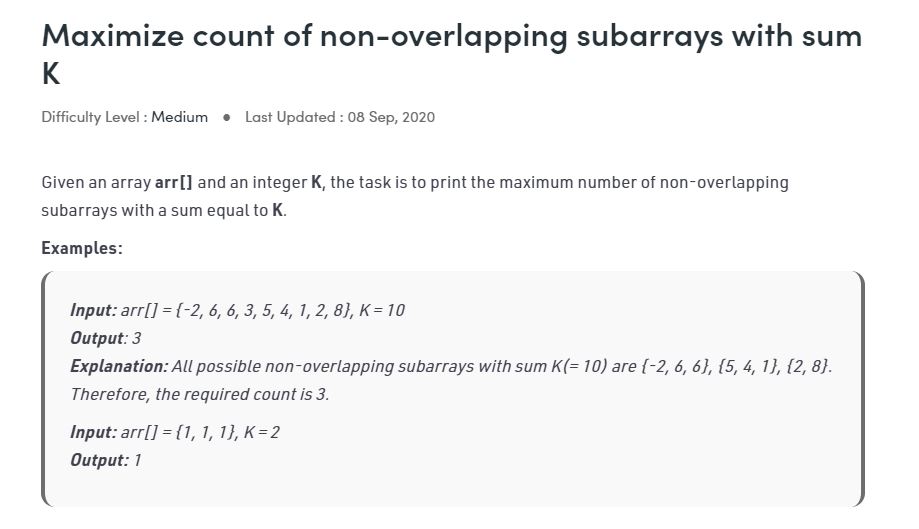 Maximize count of non-overlapping subarrays with sum
K
Difficulty Level : Medium ● Last Updated : 08 Sep, 2020
Given an array arr[] and an integer K, the task is to print the maximum number of non-overlapping
subarrays with a sum equal to K.
Examples:
Input: arr[] = {-2, 6, 6, 3, 5, 4, 1, 2, 8}, K = 10
Output: 3
Explanation: All possible non-overlapping subarrays with sum K(= 10) are {-2, 6, 6}, {5, 4, 1}, {2, 8}.
Therefore, the required count is 3.
Input: arr[] = {1, 1, 1}, K = 2
Output: 1